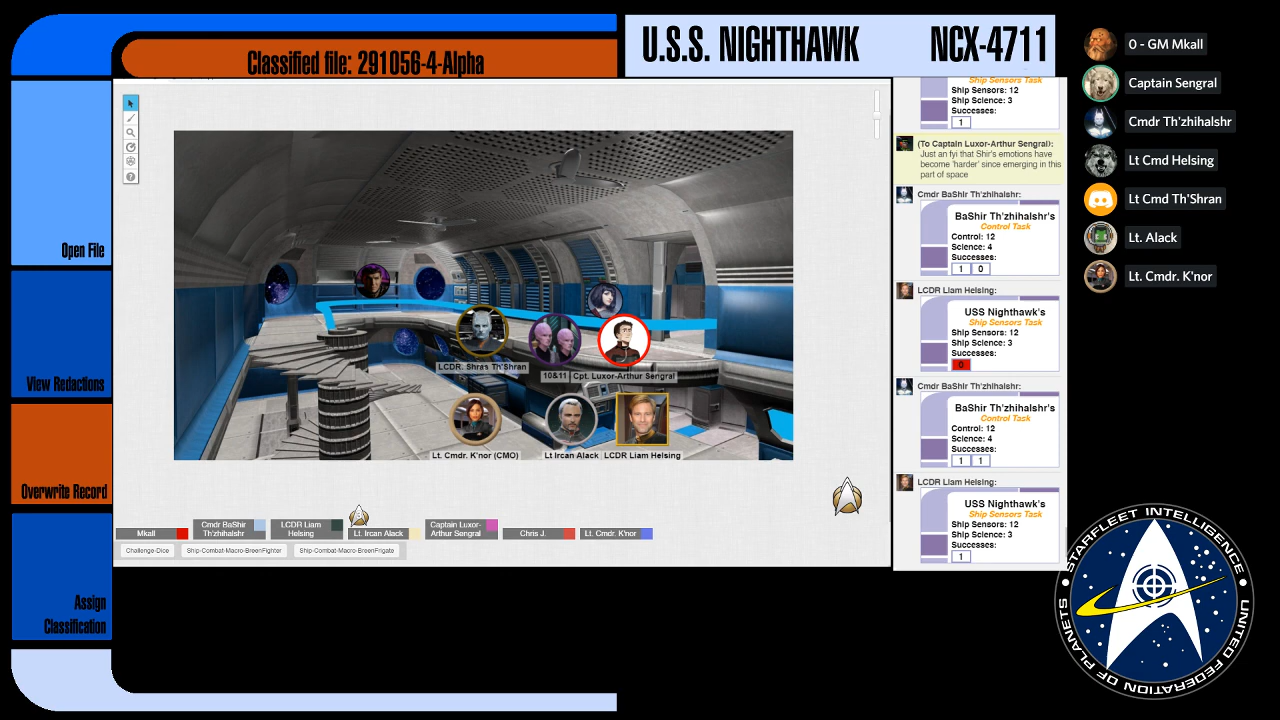 Classified file: 291056-4-Alpha
U.S.S. NIGHTHAWK NCX-4711
Open File
View Redactions
Overwrite Record
Assign
Classification
LCDR. Shras Th'Shran
10&11
Cpt. Luxor-Arthur Sengral
Lt. Cmdr. K'nor (CMO)
Lt Ircan Alack
LCDR Liam Helsing
Mkall
Cmdr BaShir
Th'zhihalshr
LCDR Liam
Helsing
Lt. Ircan Alack
Captain Luxor-
Arthur Sengral
Chris J.
Lt. Cmdr. K'nor
Challenge-Dice
Ship-Combat-Macro-BreenFighter
Ship-Combat-Macro-BreenFrigate
Ship Sensors Task
Ship Sensors: 12
Ship Science: 3
Successes:
1
(To Captain Luxor-Arthur Sengral):
Just an fyi that Shir's emotions have
become 'harder' since emerging in this
part of space
Cmdr BaShir Th'zhihalshr:
BaShir Th'zhihalshr's
Control Task
Control: 12
Science: 4
Successes:
1 0
LCDR Liam Helsing:
USS Nighthawk's
Ship Sensors Task
Ship Sensors: 12
Ship Science: 3
Successes:
0
Cmdr BaShir Th'zhihalshr:
BaShir Th'zhihalshr's
Control Task
Control: 12
Science: 4
Successes:
1 1
LCDR Liam Helsing:
USS Nighthawk's
Ship Sensors Task
Ship Sensors: 12
Ship Science: 3
Successes:
1
0 - GM Mkall
Captain Sengral
Cmdr Th'zhihalshr
Lt Cmd Helsing
Lt Cmd Th'Shran
Lt. Alack
Lt. Cmdr. K'nor
STARFLEET INTELLIGENCE
UNITED FEDERATION OF PLANETS